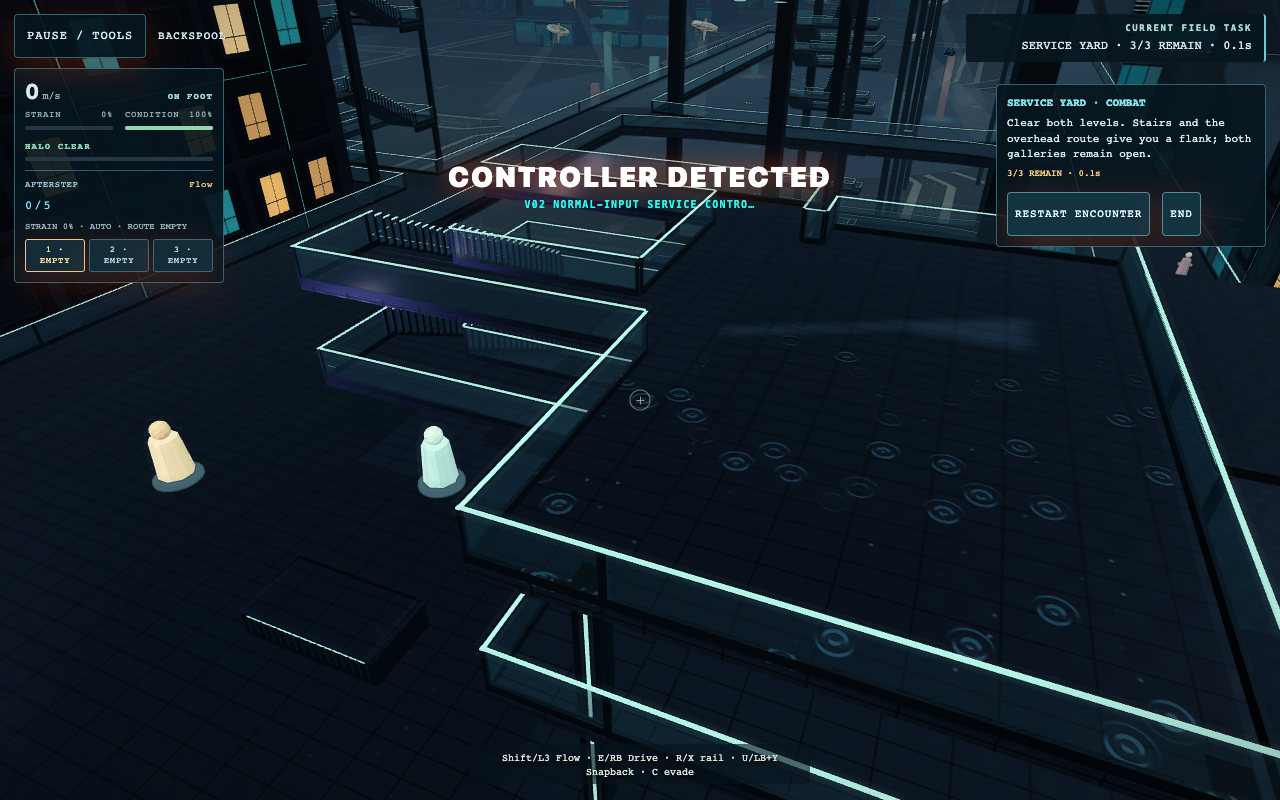 PAUSE / TOOLS
BACKSPOOL
0 m/s
ON FOOT
STRAIN 0%
CONDITION 100%
HALO CLEAR
AFTERSTEP Flow
0/5
STRAIN 0% · AUTO · ROUTE EMPTY
1 · EMPTY
2 · EMPTY
3 · EMPTY
CONTROLLER DETECTED
V02 NORMAL-INPUT SERVICE CONTRO…
CURRENT FIELD TASK
SERVICE YARD · 3/3 REMAIN · 0.1s
SERVICE YARD · COMBAT
Clear both levels. Stairs and the
overhead route give you a flank; both
galleries remain open.
3/3 REMAIN · 0.1s
RESTART ENCOUNTER
END
Shift/L3 Flow · E/RB Drive · R/X rail · U/LB+Y
Snapback · C evade